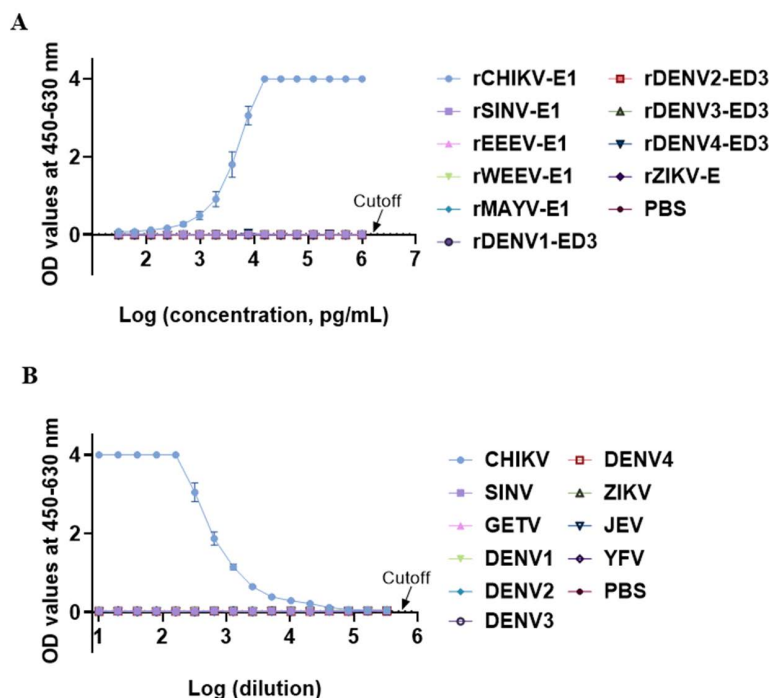 A
OD values at 450-630 nm
4
2
0
2
3
4
5
6
7
Cutoff
Log (concentration, pg/mL)
rCHIKV-E1
rSINV-E1
rEEEV-E1
rWEEV-E1
rMAYV-E1
rDENV1-ED3
rDENV2-ED3
rDENV3-ED3
rDENV4-ED3
rZIKV-E
PBS
B
OD values at 450-630 nm
4
2
0
1
2
3
4
5
6
Cutoff
Log (dilution)
CHIKV
SINV
GETV
DENV1
DENV2
DENV3
DENV4
ZIKV
JEV
YFV
PBS